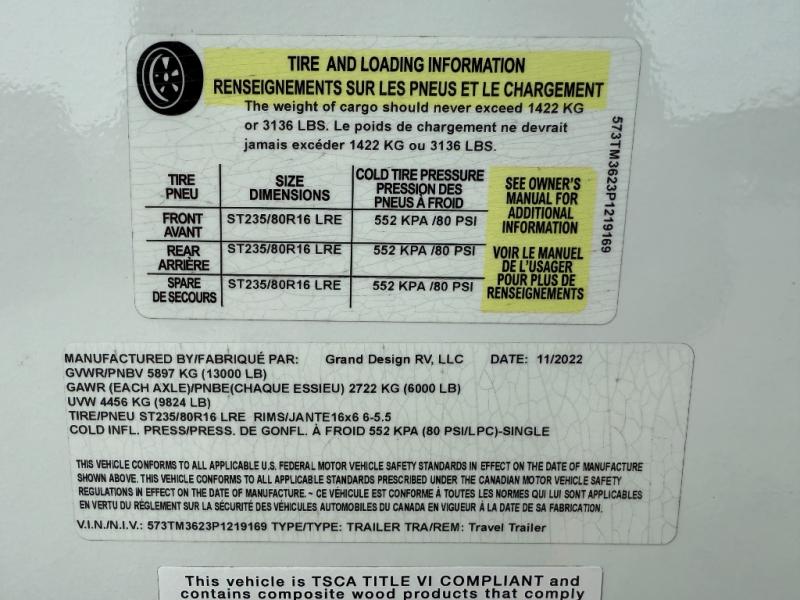 TIRE AND LOADING INFORMATION
RENSEIGNEMENTS SUR LES PNEUS ET LE CHARGEMENT
The weight of cargo should never exceed 1422 KG
or 3136 LBS. Le poids de chargement ne devrait
jamais excéder 1422 KG ou 3136 LBS.
573TM3623P1219169
TIRE
PNEU
SIZE
DIMENSIONS
COLD TIRE PRESSURE
PRESSION DES
PNEUS À FROID
FRONT
AVANT
ST235/80R16 LRE
552 KPA /80 PSI
REAR
ARRIÈRE
ST235/80R16 LRE
552 KPA /80 PSI
SPARE
DE SECOURS
ST235/80R16 LRE
552 KPA /80 PSI
SEE OWNER'S
MANUAL FOR
ADDITIONAL
INFORMATION
VOIR LE MANUEL
DE L'USAGER
POUR PLUS DE
RENSEIGNEMENTS
MANUFACTURED BY/FABRIQUÉ PAR: Grand Design RV, LLC DATE: 11/2022
GVWR/PNBV 5897 KG (13000 LB)
GAWR (EACH AXLE)/PNBE(CHAQUE ESSIEU) 2722 KG (6000 LB)
UVW 4456 KG (9824 LB)
TIRE/PNEU ST235/80R16 LRE RIMS/JANTE16x6 6-5.5
COLD INFL. PRESS/PRESS. DE GONFL. À FROID 552 KPA (80 PSI/LPC)-SINGLE
THIS VEHICLE CONFORMS TO ALL APPLICABLE U.S. FEDERAL MOTOR VEHICLE SAFETY STANDARDS IN EFFECT ON THE DATE OF MANUFACTURE
SHOWN ABOVE. THIS VEHICLE CONFORMS TO ALL APPLICABLE STANDARDS PRESCRIBED UNDER THE CANADIAN MOTOR VEHICLE SAFETY
REGULATIONS IN EFFECT ON THE DATE OF MANUFACTURE. ~ CE VÉHICULE EST CONFORME À TOUTES LES NORMES QUI LUI SONT APPLICABLES
EN VERTU DU RÈGLEMENT SUR LA SÉCURITÉ DES VÉHICULES AUTOMOBILES DU CANADA EN VIGUEUR À LA DATE DE SA FABRICATION.
V.I.N./N.I.V.: 573TM3623P1219169 TYPE/TYPE: TRAILER TRA/REM: Travel Trailer
This vehicle is TSCA TITLE VI COMPLIANT and
contains composite wood products that comply